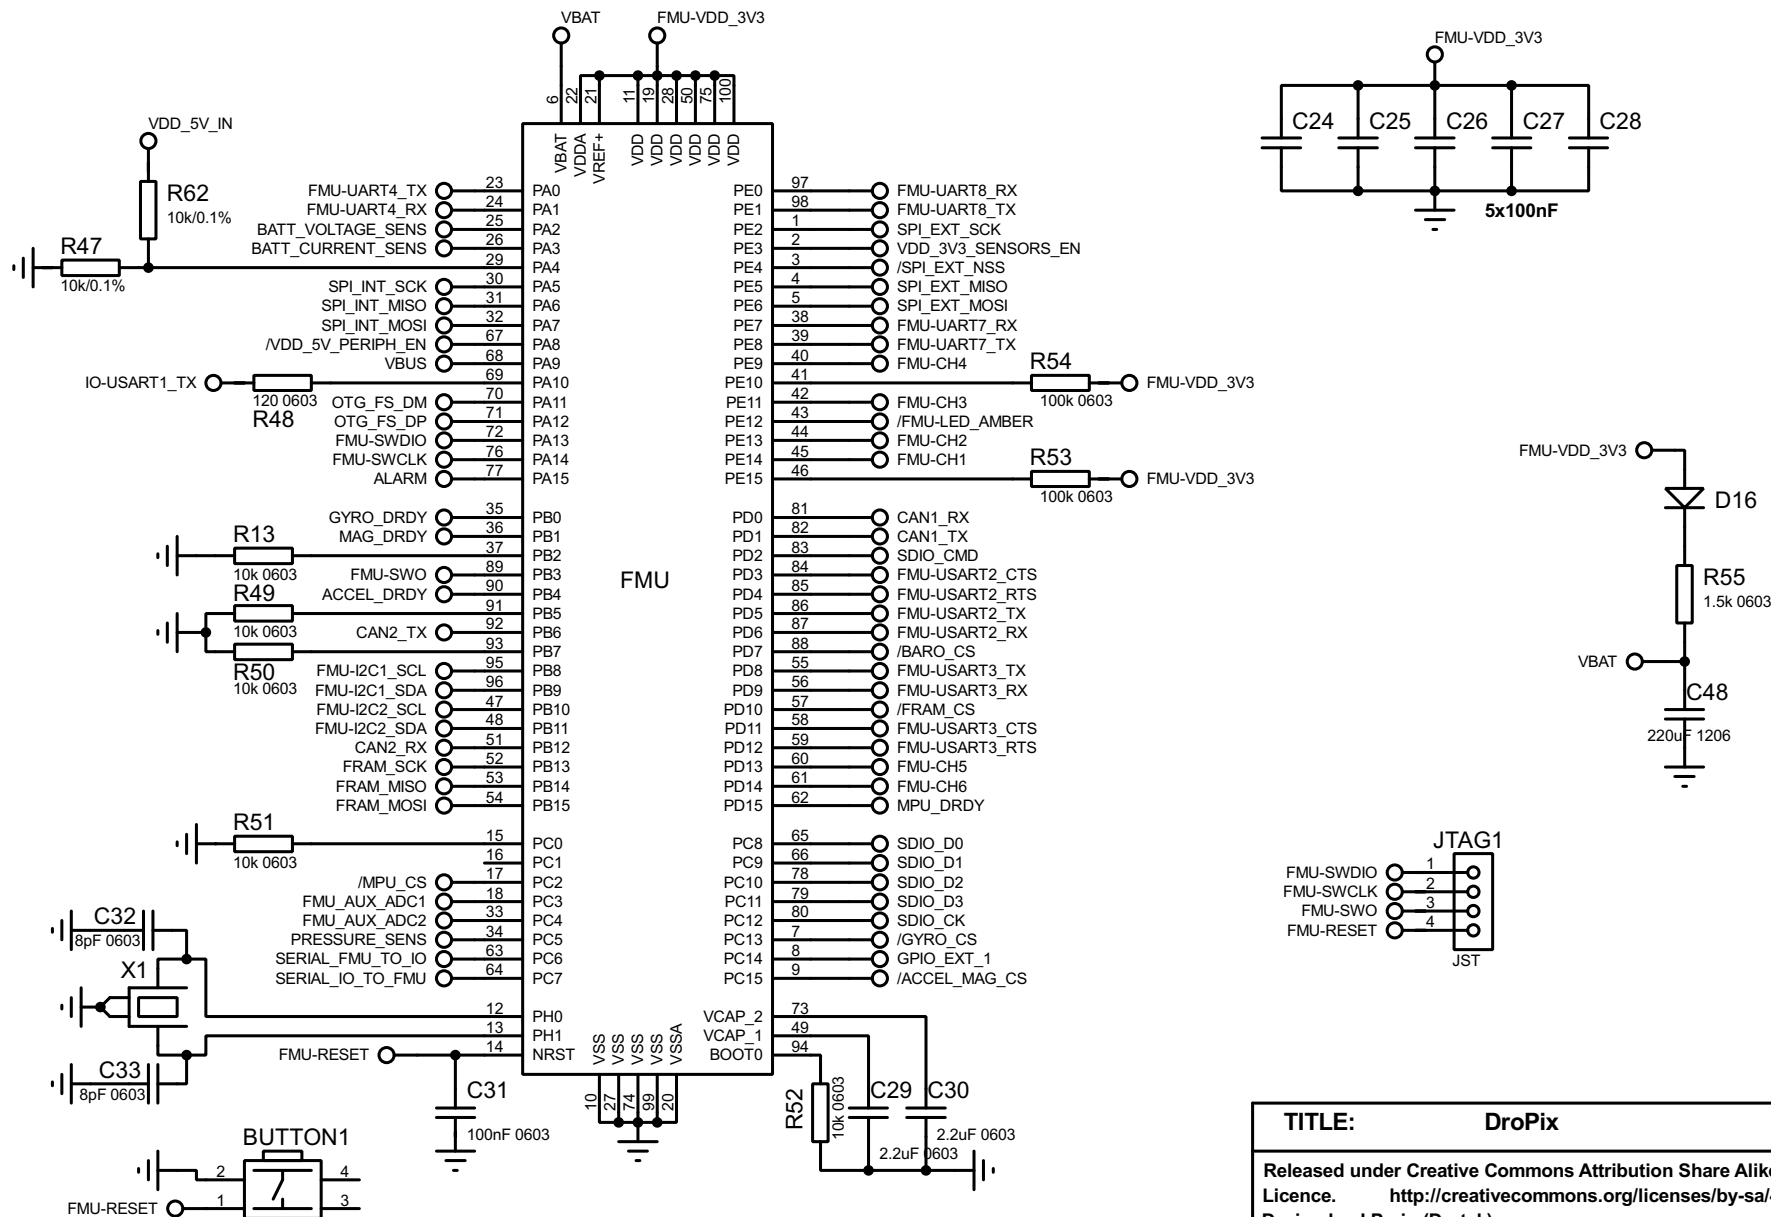 VBAT
FMU-VDD_3V3
6
22
21
11
19
28
50
75
100
VBAT
VDDA
VREF+
VDD
VDD
VDD
VDD
VDD
VDD
VDD_5V_IN
R62
10k/0.1%
R47
10k/0.1%
FMU-UART4_TX 23 PA0
FMU-UART4_RX 24 PA1
BATT_VOLTAGE_SENS 25 PA2
BATT_CURRENT_SENS 26 PA3
29 PA4
SPI_INT_SCK 30 PA5
SPI_INT_MISO 31 PA6
SPI_INT_MOSI 32 PA7
/VDD_5V_PERIPH_EN 67 PA8
VBUS 68 PA9
IO-USART1_TX 69 PA10
120 0603
R48
OTG_FS_DM 70 PA11
OTG_FS_DP 71 PA12
FMU-SWDIO 72 PA13
FMU-SWCLK 76 PA14
ALARM 77 PA15
GYRO_DRDY 35 PB0
MAG_DRDY 36 PB1
R13
10k 0603
37 PB2
FMU-SWO 89 PB3
ACCEL_DRDY 90 PB4
R49
10k 0603
91 PB5
CAN2_TX 92 PB6
93 PB7
R50
10k 0603
FMU-I2C1_SCL 95 PB8
FMU-I2C1_SDA 96 PB9
FMU-I2C2_SCL 47 PB10
FMU-I2C2_SDA 48 PB11
CAN2_RX 51 PB12
FRAM_SCK 52 PB13
FRAM_MISO 53 PB14
FRAM_MOSI 54 PB15
R51
10k 0603
15 PC0
16 PC1
/MPU_CS 17 PC2
FMU_AUX_ADC1 18 PC3
FMU_AUX_ADC2 33 PC4
PRESSURE_SENS 34 PC5
SERIAL_FMU_TO_IO 63 PC6
SERIAL_IO_TO_FMU 64 PC7
12 PH0
13 PH1
FMU-RESET 14 NRST
FMU
PE0 97 FMU-UART8_RX
PE1 98 FMU-UART8_TX
PE2 1 SPI_EXT_SCK
PE3 2 VDD_3V3_SENSORS_EN
PE4 3 /SPI_EXT_NSS
PE5 4 SPI_EXT_MISO
PE6 5 SPI_EXT_MOSI
PE7 38 FMU-UART7_RX
PE8 39 FMU-UART7_TX
PE9 40 FMU-CH4
PE10 41
R54
100k 0603
FMU-VDD_3V3
PE11 42 FMU-CH3
PE12 43 /FMU-LED_AMBER
PE13 44 FMU-CH2
PE14 45 FMU-CH1
PE15 46
R53
100k 0603
FMU-VDD_3V3
PD0 81 CAN1_RX
PD1 82 CAN1_TX
PD2 83 SDIO_CMD
PD3 84 FMU-USART2_CTS
PD4 85 FMU-USART2_RTS
PD5 86 FMU-USART2_TX
PD6 87 FMU-USART2_RX
PD7 88 /BARO_CS
PD8 55 FMU-USART3_TX
PD9 56 FMU-USART3_RX
PD10 57 /FRAM_CS
PD11 58 FMU-USART3_CTS
PD12 59 FMU-USART3_RTS
PD13 60 FMU-CH5
PD14 61 FMU-CH6
PD15 62 MPU_DRDY
PC8 65 SDIO_D0
PC9 66 SDIO_D1
PC10 78 SDIO_D2
PC11 79 SDIO_D3
PC12 80 SDIO_CK
PC13 7 /GYRO_CS
PC14 8 GPIO_EXT_1
PC15 9 /ACCEL_MAG_CS
VCAP_2 73
VCAP_1 49
BOOT0 94
VSS
VSS
VSS
VSS
VSSA
10
27
74
99
20
C32
8pF 0603
X1
C33
8pF 0603
C31
100nF 0603
R52
10k 0603
C29
2.2uF 0603
C30
2.2uF 0603
BUTTON1
2 4
FMU-RESET 1 3
FMU-VDD_3V3
C24 C25 C26 C27 C28
5x100nF
FMU-VDD_3V3
D16
R55
1.5k 0603
VBAT
C48
220uF 1206
JTAG1
FMU-SWDIO 1
FMU-SWCLK 2
FMU-SWO 3
FMU-RESET 4
JST
TITLE: DroPix
Released under Creative Commons Attribution Share Alike
Licence. http://creativecommons.org/licenses/by-sa/